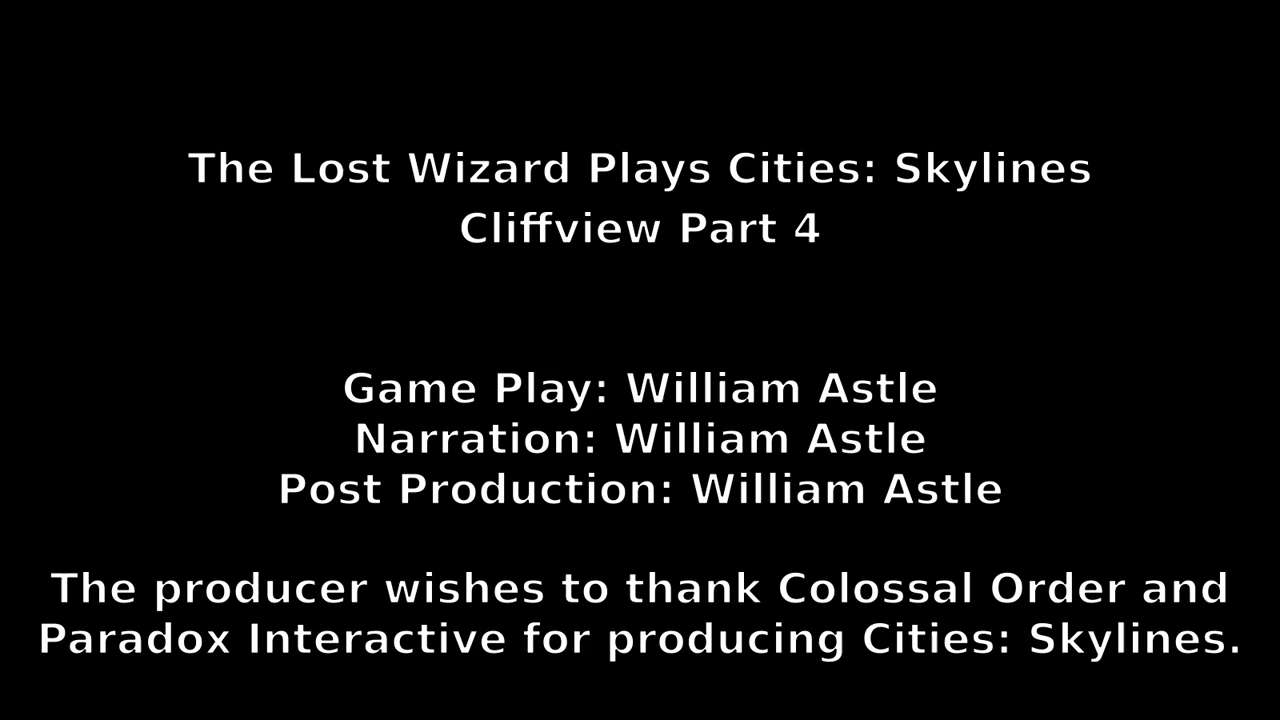 The Lost Wizard Plays Cities: Skylines
Cliffview Part 4
Game Play: William Astle
Narration: William Astle
Post Production: William Astle
The producer wishes to thank Colossal Order and
Paradox Interactive for producing Cities: Skylines.